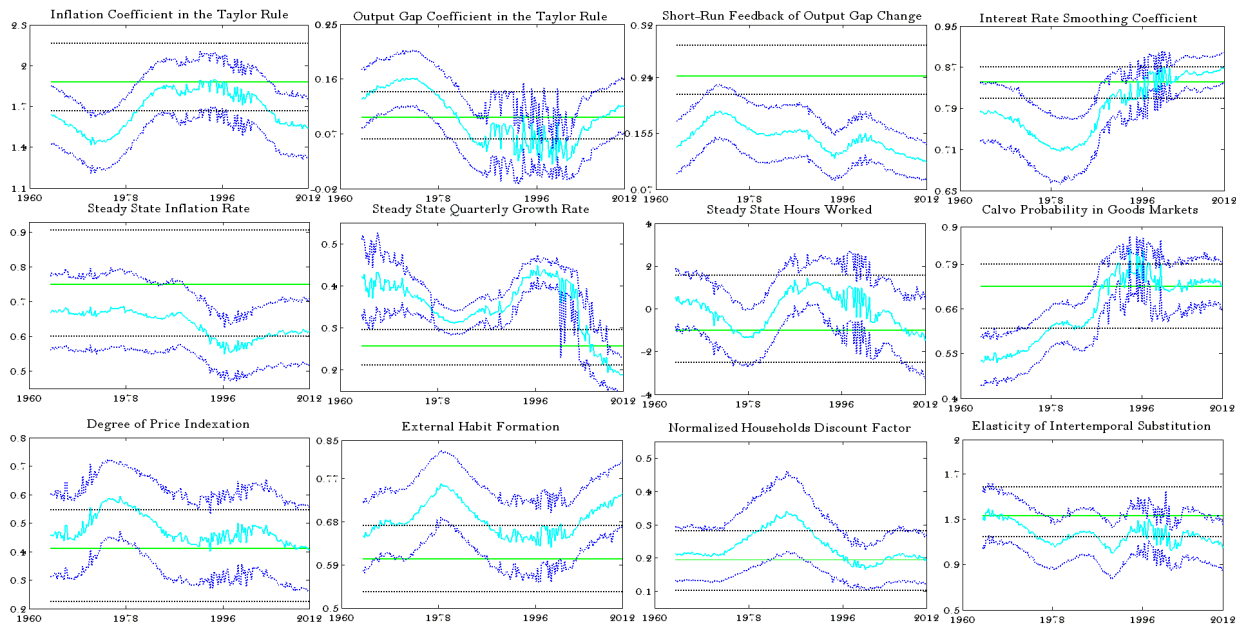 Inflation Coefficient in the Taylor Rule
2.3
2
1.7
1.4
1.1
1960 1978 1996 2012
Output Gap Coefficient in the Taylor Rule
0.25
0.16
0.07
-0.02
1960 1978 1996 2012
Short-Run Feedback of Output Gap Change
0.24
0.155
0.07
1960 1978 1996 2012
Interest Rate Smoothing Coefficient
0.95
0.87
0.79
0.71
0.65
1960 1978 1996 2012
Steady State Inflation Rate
0.9
0.8
0.7
0.6
0.5
1960 1978 1996 2012
Steady State Quarterly Growth Rate
0.5
0.4
0.3
0.2
1960 1978 1996 2012
Steady State Hours Worked
4
2
0
-2
-4
1960 1978 1996 2012
Calvo Probability in Goods Markets
0.9
0.79
0.66
0.53
0.4
1960 1978 1996 2012
Degree of Price Indexation
0.8
0.7
0.6
0.5
0.4
0.3
0.2
1960 1978 1996 2012
External Habit Formation
0.85
0.77
0.68
0.59
0.5
1960 1978 1996 2012
Normalized Households Discount Factor
0.5
0.4
0.3
0.2
0.1
0
1960 1978 1996 2012
Elasticity of Intertemporal Substitution
2
1.3
0.9
0.5
1960 1978 1996 2012